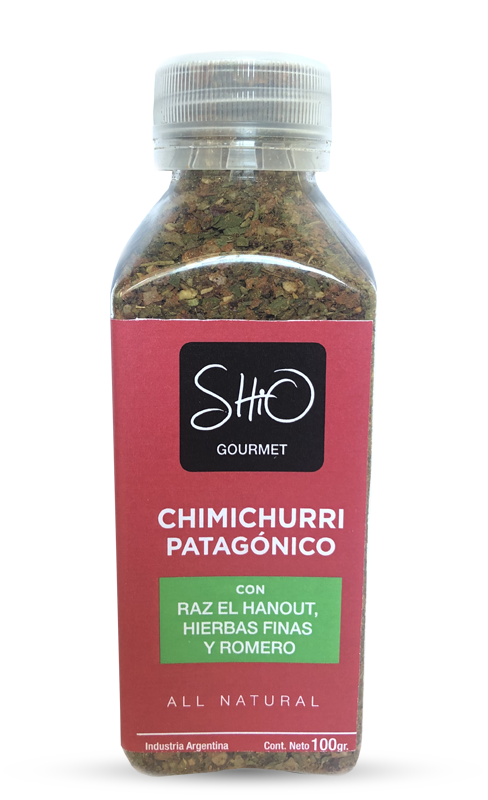 SHiO
GOURMET
CHIMICHURRI
PATAGÓNICO
CON
RAZ EL HANOUT,
HIERBAS FINAS
Y ROMERO
ALL NATURAL
Industria Argentina Cont. Neto 100gr.